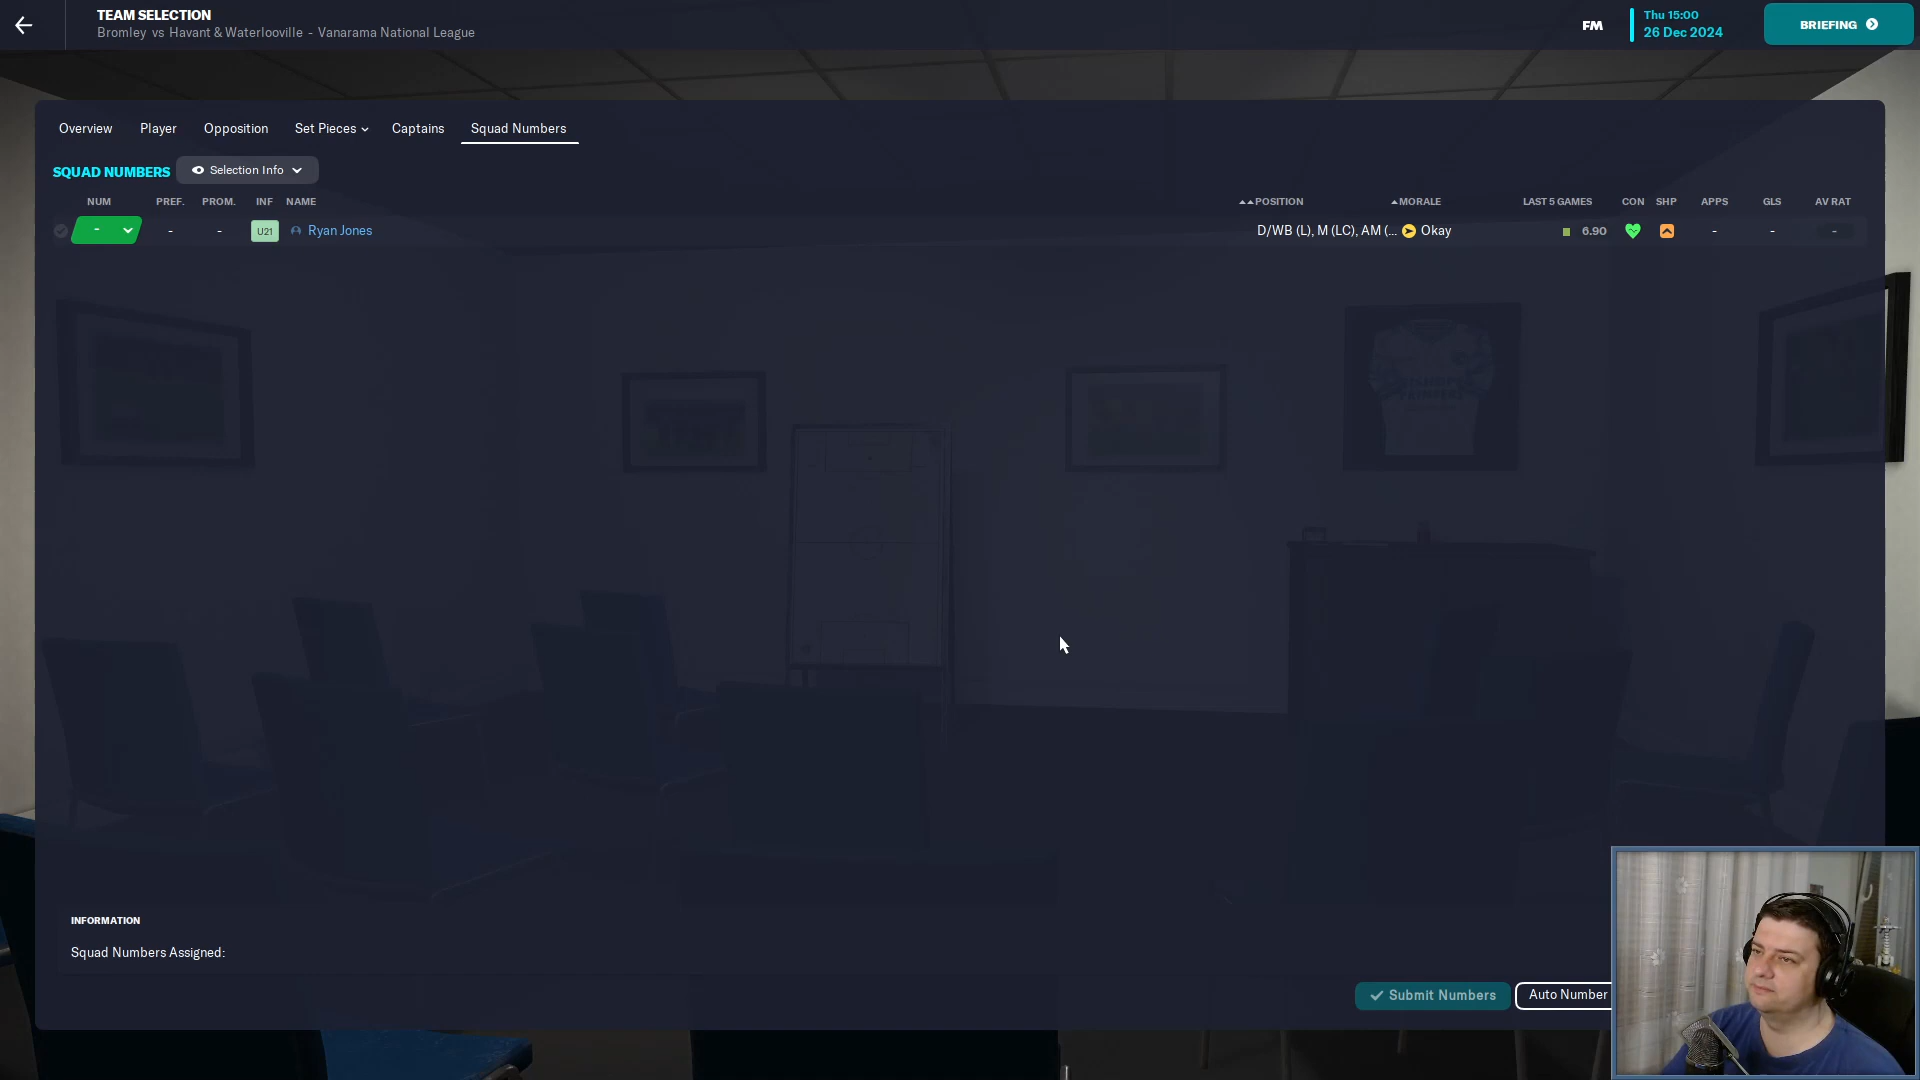 TEAM SELECTION
Bromley vs Havant & Waterlooville - Vanarama National League
FM
Thu 15:00
26 Dec 2024
BRIEFING
Overview Player Opposition Set Pieces Captains Squad Numbers
SQUAD NUMBERS Selection Info
NUM PREF. PROM. INF NAME POSITION MORALE LAST 5 GAMES CON SHP APPS GLS AV RAT
- - - U21 Ryan Jones D/WB (L), M (LC), AM (... Okay 6.90 - - -
INFORMATION
Squad Numbers Assigned:
Submit Numbers Auto Number